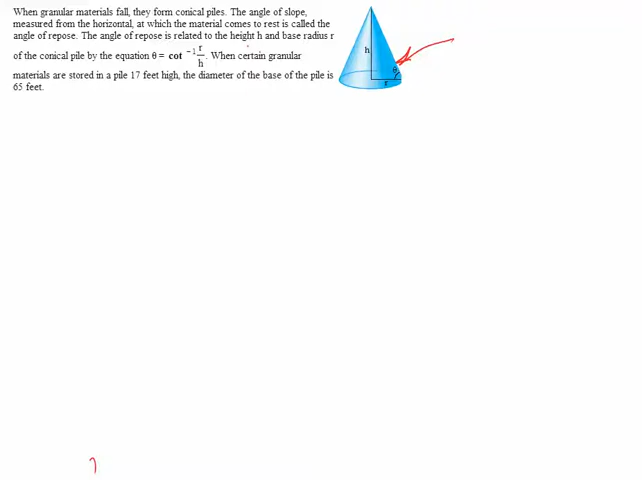 When granular materials fall, they form conical piles. The angle of slope,
measured from the horizontal, at which the material comes to rest is called the
angle of repose. The angle of repose is related to the height h and base radius r
of the conical pile by the equation θ = cot ⁻¹ r/h. When certain granular
materials are stored in a pile 17 feet high, the diameter of the base of the pile is
65 feet.
h
θ
r